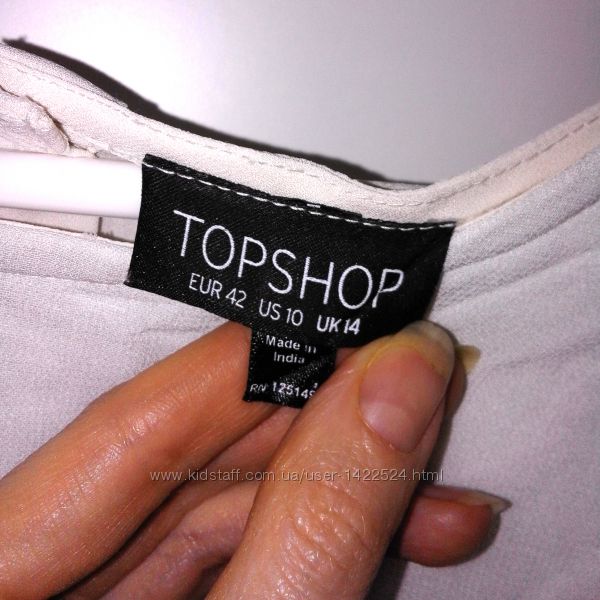 TOPSHOP
EUR 42 US 10 UK 14
Made in
India
www.kidstaff.com.ua/user-1422524.html